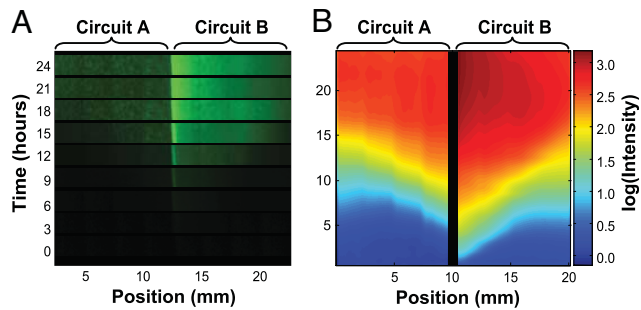 A
Circuit A
Circuit B
24
21
18
15
12
9
6
3
0
Time (hours)
5
10
15
20
Position (mm)
B
Circuit A
Circuit B
20
15
10
5
5
10
15
20
Position (mm)
3.0
2.5
2.0
1.5
1.0
0.5
0.0
log(Intensity)